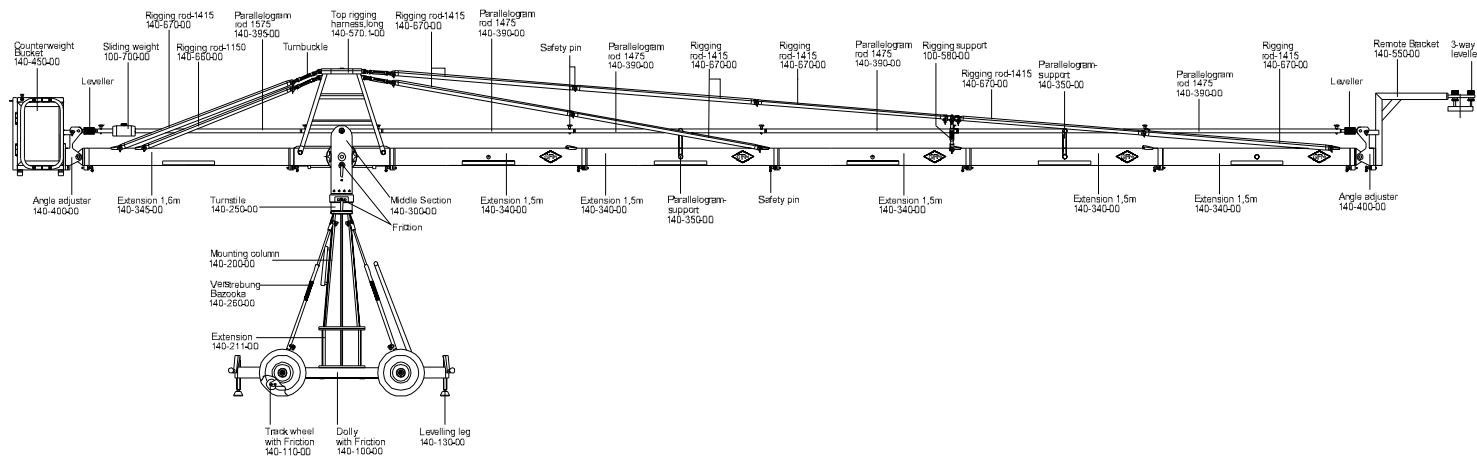 Rigging rod-1415
140-670-00
Parallelogram
rod 1575
140-395-00
Top rigging
harness,long
140-570.1-00
Rigging rod-1415
140-670-00
Parallelogram
rod 1475
140-390-00
Counterweight
Bucket
140-450-00
Sliding weight
100-700-00
Rigging rod-1150
140-660-00
Turnbuckle
Safety pin
Parallelogram
rod 1475
140-390-00
Rigging
rod-1415
140-670-00
Rigging
rod-1415
140-670-00
Parallelogram
rod 1475
140-390-00
Rigging support
100-580-00
Rigging rod-1415
140-670-00
Parallelogram-
support
140-350-00
Parallelogram
rod 1475
140-390-00
Rigging
rod-1415
140-670-00
Remote Bracket
140-550-00
3-way
levelle
Leveller
Leveller
Angle adjuster
140-400-00
Extension 1,6m
140-345-00
Turnstile
140-250-00
Middle Section
140-300-00
Friction
Extension 1,5m
140-340-00
Extension 1,5m
140-340-00
Parallelogram-
support
140-350-00
Safety pin
Extension 1,5m
140-340-00
Extension 1,5m
140-340-00
Extension 1,5m
140-340-00
Angle adjuster
140-400-00
Mounting column
140-200-00
Verstrebung
Bazooka
140-260-00
Extension
140-211-00
Track wheel
with Friction
140-110-00
Dolly
with Friction
140-100-00
Levelling leg
140-130-00